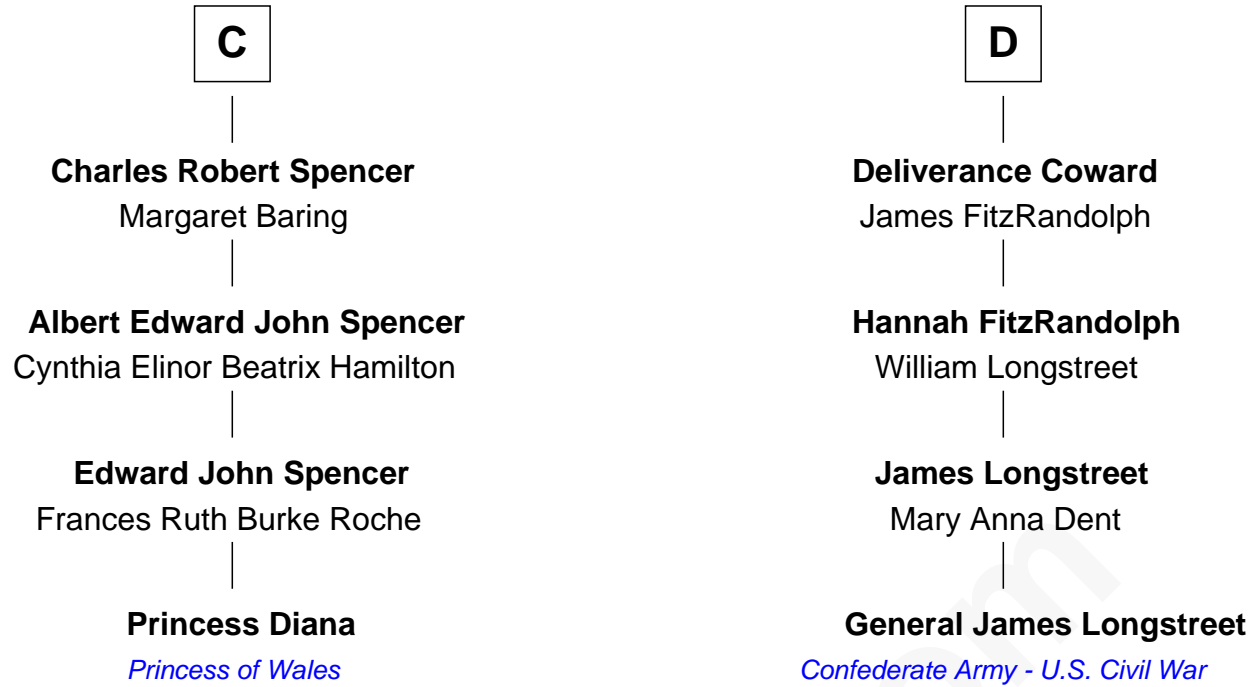 C
Charles Robert Spencer
Margaret Baring
Albert Edward John Spencer
Cynthia Elinor Beatrix Hamilton
Edward John Spencer
Frances Ruth Burke Roche
Princess Diana
Princess of Wales
D
Deliverance Coward
James FitzRandolph
Hannah FitzRandolph
William Longstreet
James Longstreet
Mary Anna Dent
General James Longstreet
Confederate Army - U.S. Civil War